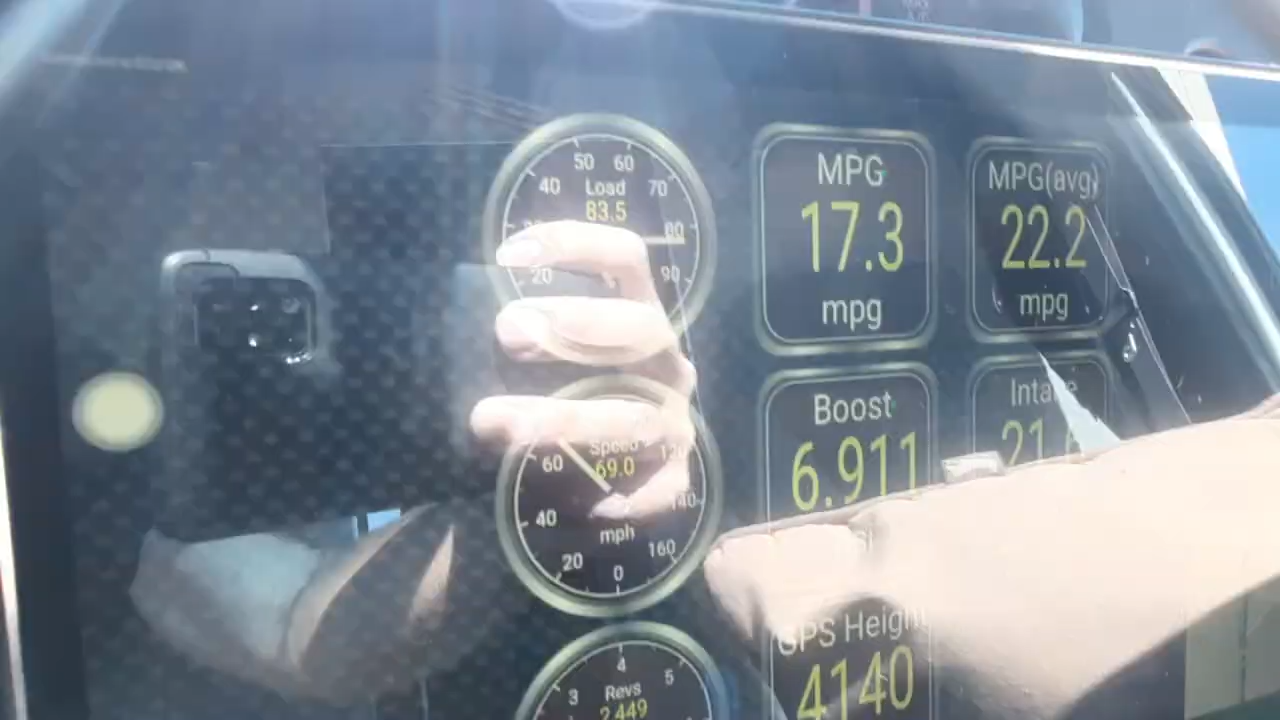 50 60
40 Load 70
83.5
80
20 90
MPG
17.3
mpg
MPG(avg)
22.2
mpg
Boost
6.911
Speed 120
60 69.0
140
40 mph
20 160
0
GPS Height
4140
4
3 Revs 5
2,449